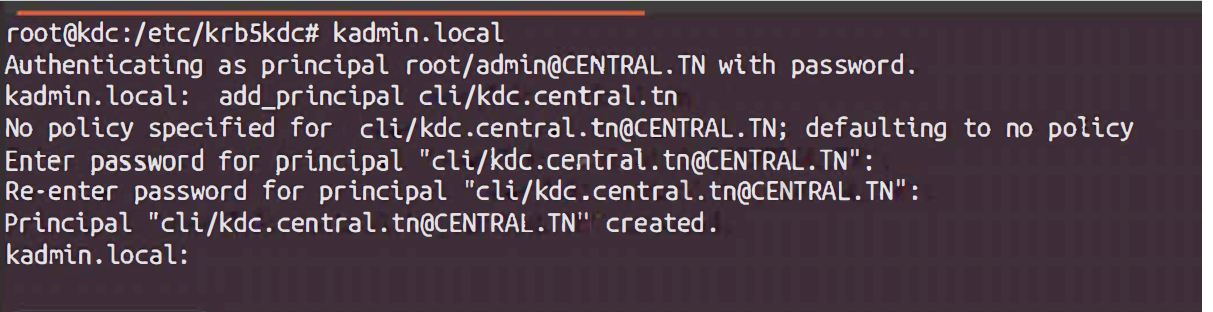 root@kdc:/etc/krb5kdc# kadmin.local
Authenticating as principal root/admin@CENTRAL.TN with password.
kadmin.local:  add_principal cli/kdc.central.tn
No policy specified for  cli/kdc.central.tn@CENTRAL.TN; defaulting to no policy
Enter password for principal "cli/kdc.central.tn@CENTRAL.TN":
Re-enter password for principal "cli/kdc.central.tn@CENTRAL.TN":
Principal "cli/kdc.central.tn@CENTRAL.TN" created.
kadmin.local: